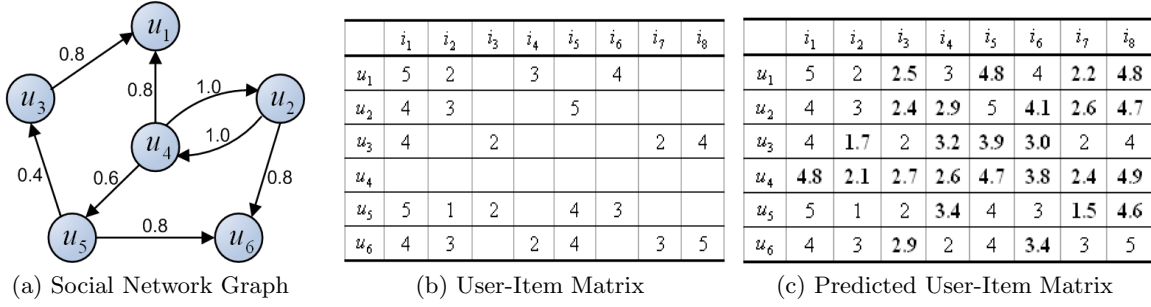 u1
u2
u3
u4
u5
u6
0.8
0.8
1.0
1.0
0.8
0.6
0.4
0.8
(a) Social Network Graph
i1 i2 i3 i4 i5 i6 i7 i8
u1 5 2 3 4
u2 4 3 5
u3 4 2 2 4
u4
u5 5 1 2 4 3
u6 4 3 2 4 3 5
(b) User-Item Matrix
i1 i2 i3 i4 i5 i6 i7 i8
u1 5 2 2.5 3 4.8 4 2.2 4.8
u2 4 3 2.4 2.9 5 4.1 2.6 4.7
u3 4 1.7 2 3.2 3.9 3.0 2 4
u4 4.8 2.1 2.7 2.6 4.7 3.8 2.4 4.9
u5 5 1 2 3.4 4 3 1.5 4.6
u6 4 3 2.9 2 4 3.4 3 5
(c) Predicted User-Item Matrix